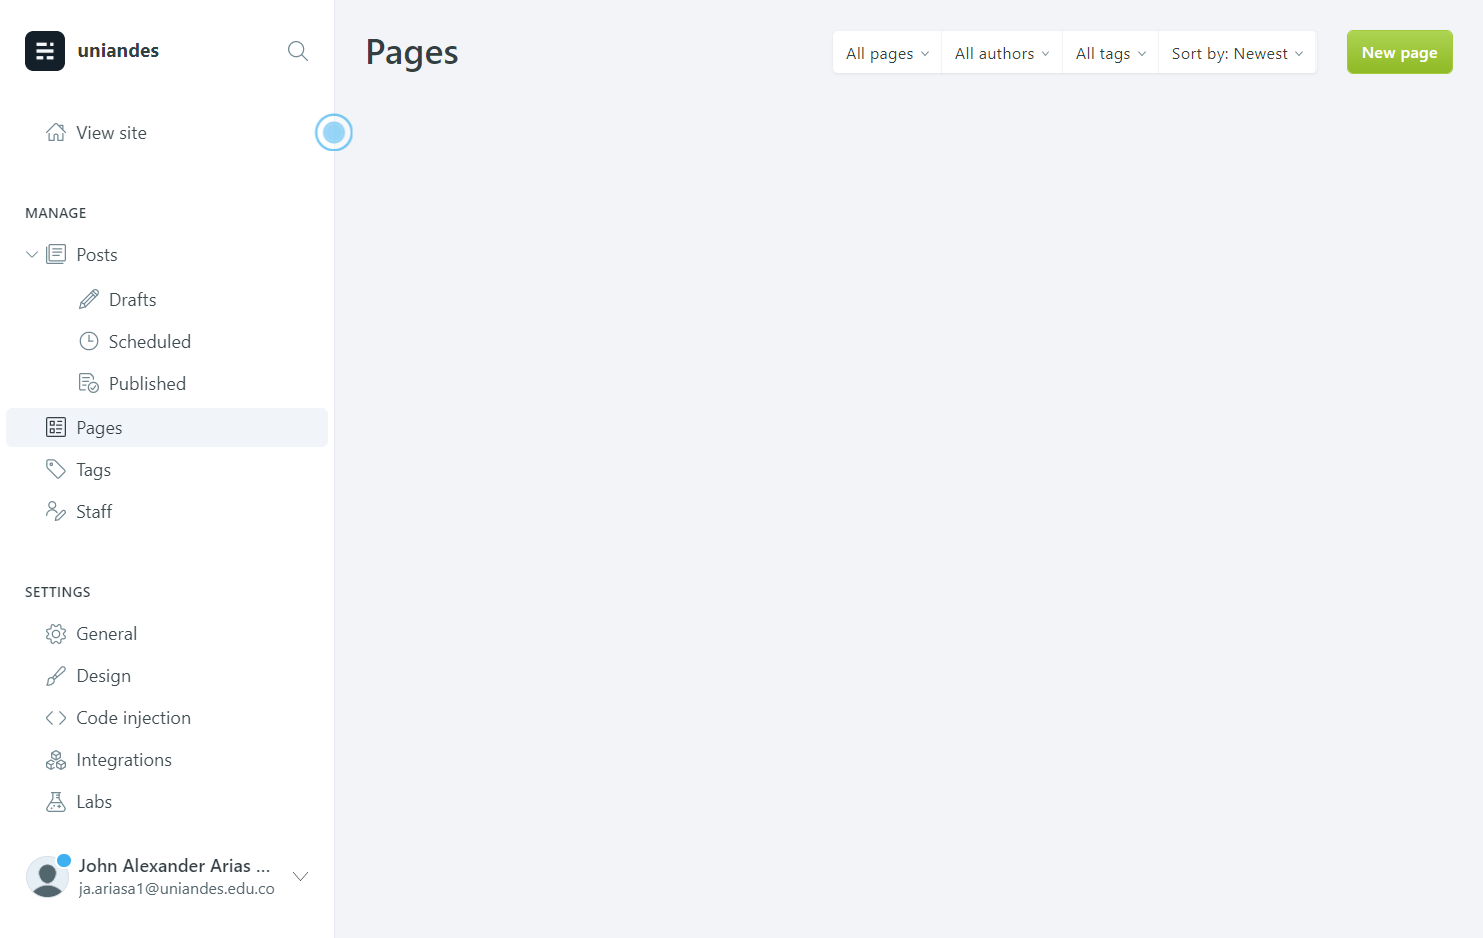 uniandes
View site
MANAGE
Posts
Drafts
Scheduled
Published
Pages
Tags
Staff
SETTINGS
General
Design
Code injection
Integrations
Labs
John Alexander Arias ...
ja.ariasa1@uniandes.edu.co
Pages
All pages
All authors
All tags
Sort by: Newest
New page